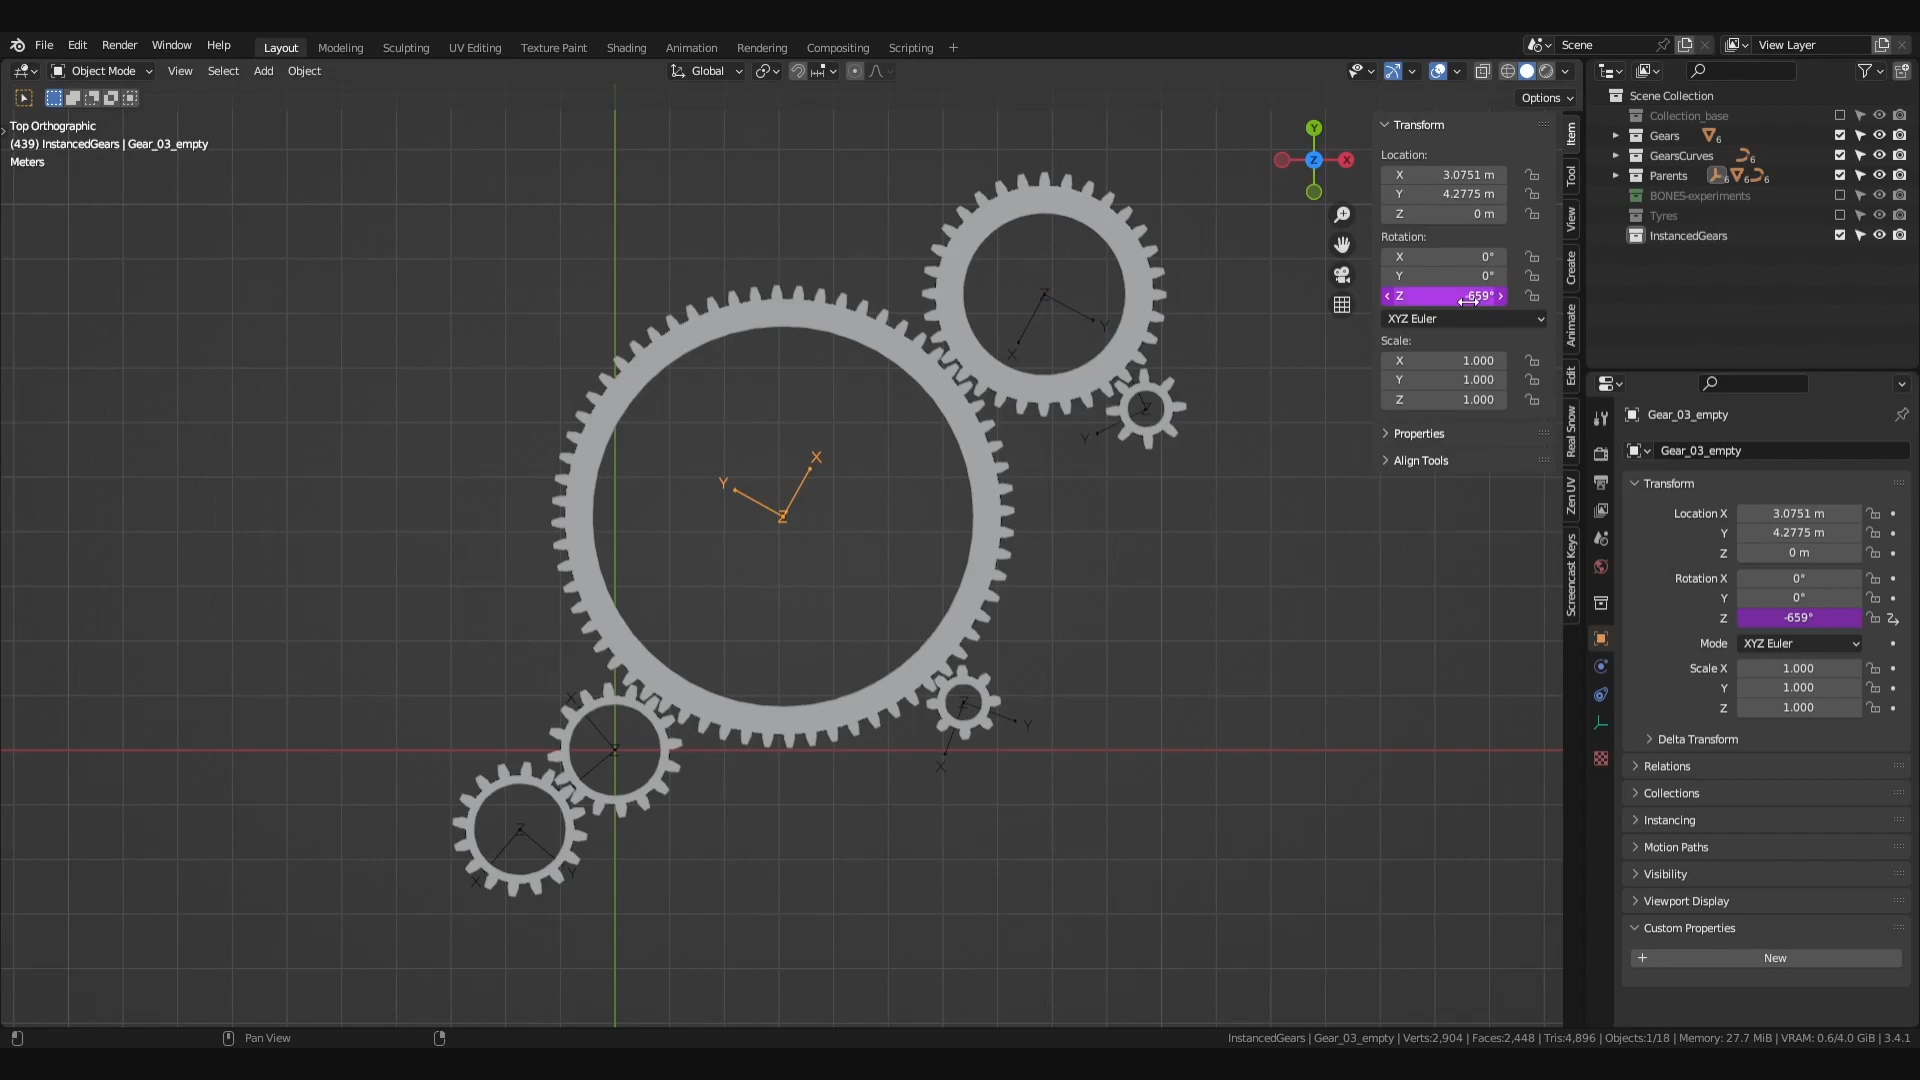 File Edit Render Window Help Layout Modeling Sculpting UV Editing Texture Paint Shading Animation Rendering Compositing Scripting + Scene View Layer
Object Mode View Select Add Object Global
Options
Top Orthographic
(439) InstancedGears | Gear_03_empty
Meters
Y
Z
X
Transform
Location:
X 3.0751 m
Y 4.2775 m
Z 0 m
Rotation:
X 0°
Y 0°
Z -659°
XYZ Euler
Scale:
X 1.000
Y 1.000
Z 1.000
Properties
Align Tools
Item
Tool
View
Create
Animate
Edit
Real Snow
Zen UV
Screencast Keys
Z
Y
X
Z
Y
X
Y
Z
X
Z
Y
X
Z
Z
X
Y
Scene Collection
Collection_base
Gears 6
GearsCurves 6
Parents 6 6 6
BONES-experiments
Tyres
InstancedGears
Gear_03_empty
Gear_03_empty
Transform
Location X 3.0751 m
Y 4.2775 m
Z 0 m
Rotation X 0°
Y 0°
Z -659°
Mode XYZ Euler
Scale X 1.000
Y 1.000
Z 1.000
Delta Transform
Relations
Collections
Instancing
Motion Paths
Visibility
Viewport Display
Custom Properties
+ New
Pan View
InstancedGears | Gear_03_empty | Verts:2,904 | Faces:2,448 | Tris:4,896 | Objects:1/18 | Memory: 27.7 MiB | VRAM: 0.6/4.0 GiB | 3.4.1